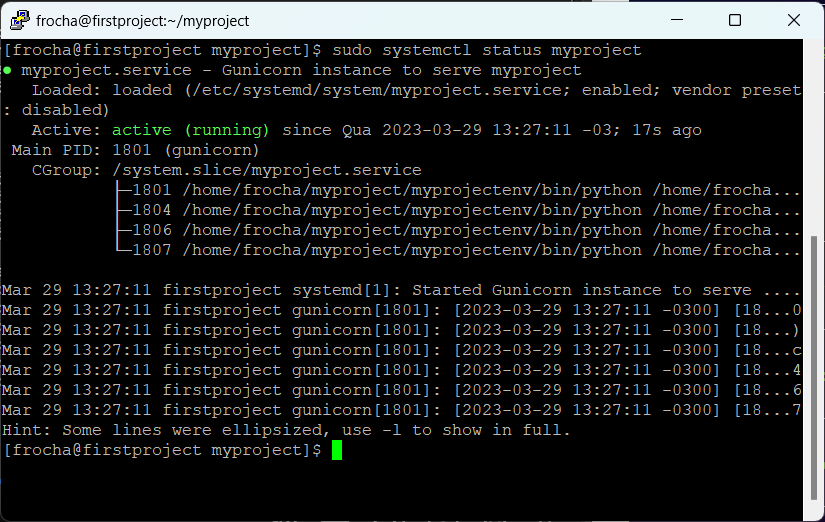 frocha@firstproject:~/myproject
[frocha@firstproject myproject]$ sudo systemctl status myproject
● myproject.service - Gunicorn instance to serve myproject
   Loaded: loaded (/etc/systemd/system/myproject.service; enabled; vendor preset
: disabled)
   Active: active (running) since Qua 2023-03-29 13:27:11 -03; 17s ago
 Main PID: 1801 (gunicorn)
   CGroup: /system.slice/myproject.service
           ├─1801 /home/frocha/myproject/myprojectenv/bin/python /home/frocha...
           ├─1804 /home/frocha/myproject/myprojectenv/bin/python /home/frocha...
           ├─1806 /home/frocha/myproject/myprojectenv/bin/python /home/frocha...
           └─1807 /home/frocha/myproject/myprojectenv/bin/python /home/frocha...
Mar 29 13:27:11 firstproject systemd[1]: Started Gunicorn instance to serve ....
Mar 29 13:27:11 firstproject gunicorn[1801]: [2023-03-29 13:27:11 -0300] [18...0
Mar 29 13:27:11 firstproject gunicorn[1801]: [2023-03-29 13:27:11 -0300] [18...)
Mar 29 13:27:11 firstproject gunicorn[1801]: [2023-03-29 13:27:11 -0300] [18...c
Mar 29 13:27:11 firstproject gunicorn[1801]: [2023-03-29 13:27:11 -0300] [18...4
Mar 29 13:27:11 firstproject gunicorn[1801]: [2023-03-29 13:27:11 -0300] [18...6
Mar 29 13:27:11 firstproject gunicorn[1801]: [2023-03-29 13:27:11 -0300] [18...7
Hint: Some lines were ellipsized, use -l to show in full.
[frocha@firstproject myproject]$